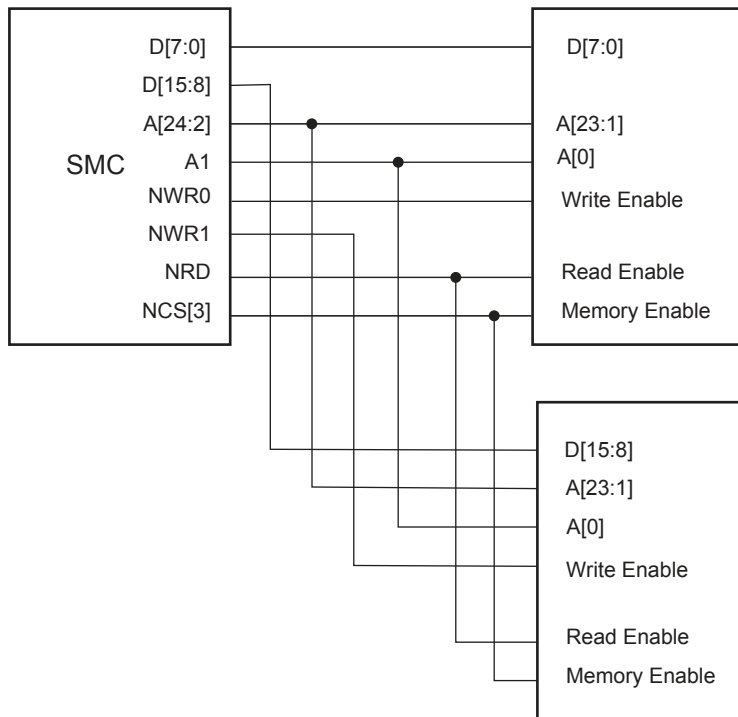 SMC
D[7:0]
D[15:8]
A[24:2]
A1
NWR0
NWR1
NRD
NCS[3]
D[7:0]
A[23:1]
A[0]
Write Enable
Read Enable
Memory Enable
D[15:8]
A[23:1]
A[0]
Write Enable
Read Enable
Memory Enable